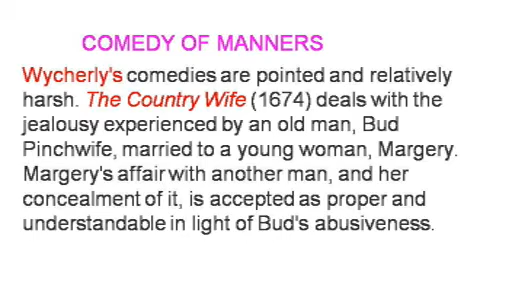 COMEDY OF MANNERS
Wycherly's comedies are pointed and relatively
harsh. The Country Wife (1674) deals with the
jealousy experienced by an old man, Bud
Pinchwife, married to a young woman, Margery.
Margery's affair with another man, and her
concealment of it, is accepted as proper and
understandable in light of Bud's abusiveness.